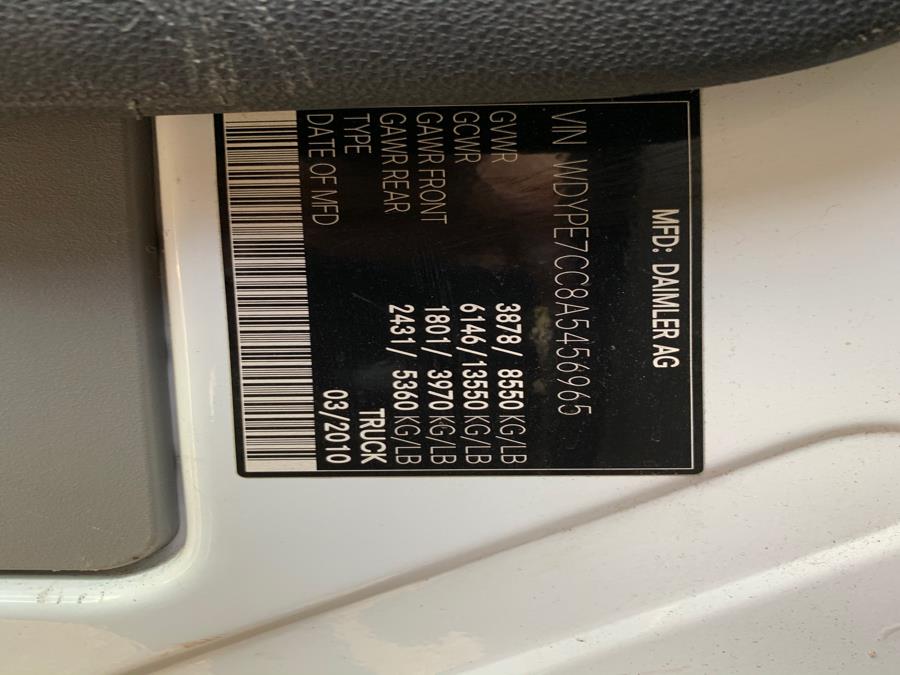 MFD: DAIMLER AG
VIN WDYPE7CC8A5456965
GVWR 3878/ 8550 KG/LB
GCWR 6146/13550 KG/LB
GAWR FRONT 1801/ 3970 KG/LB
GAWR REAR 2431/ 5360 KG/LB
TYPE TRUCK
DATE OF MFD 03/2010